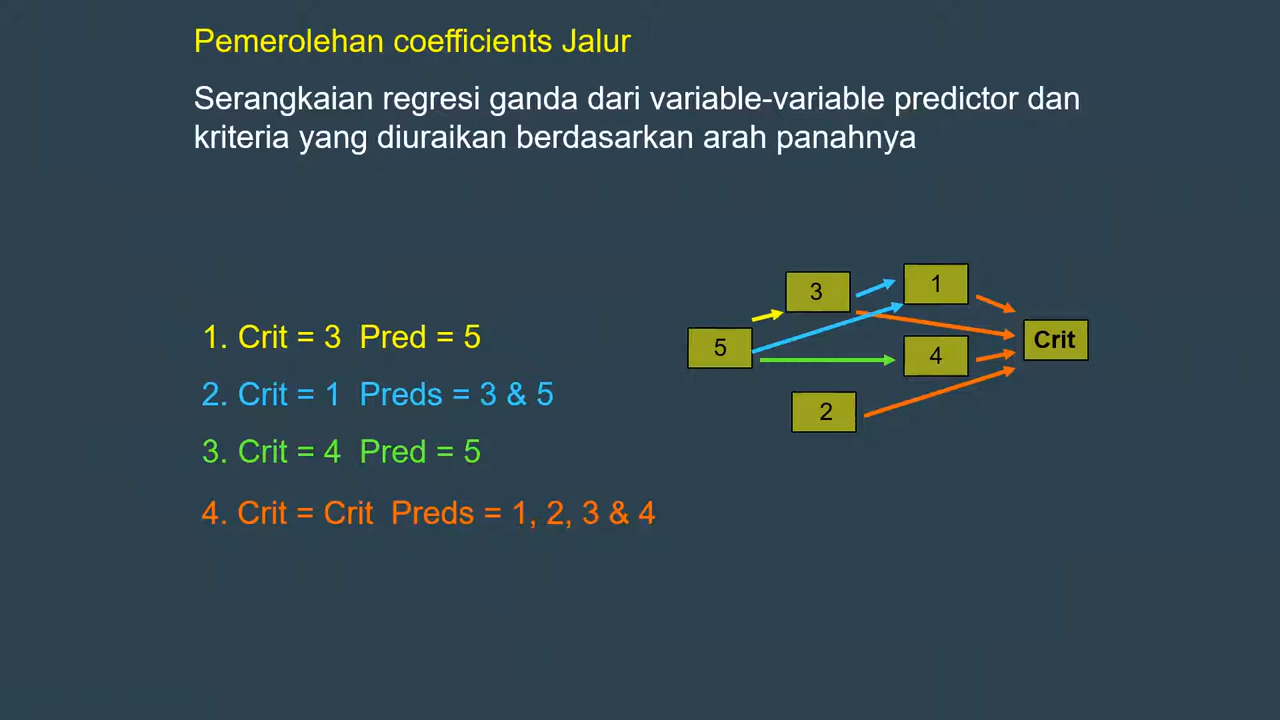 Pemerolehan coefficients Jalur
Serangkaian regresi ganda dari variable-variable predictor dan
kriteria yang diuraikan berdasarkan arah panahnya
1. Crit = 3 Pred = 5
2. Crit = 1 Preds = 3 & 5
3. Crit = 4 Pred = 5
4. Crit = Crit Preds = 1, 2, 3 & 4
3
1
5
4
Crit
2